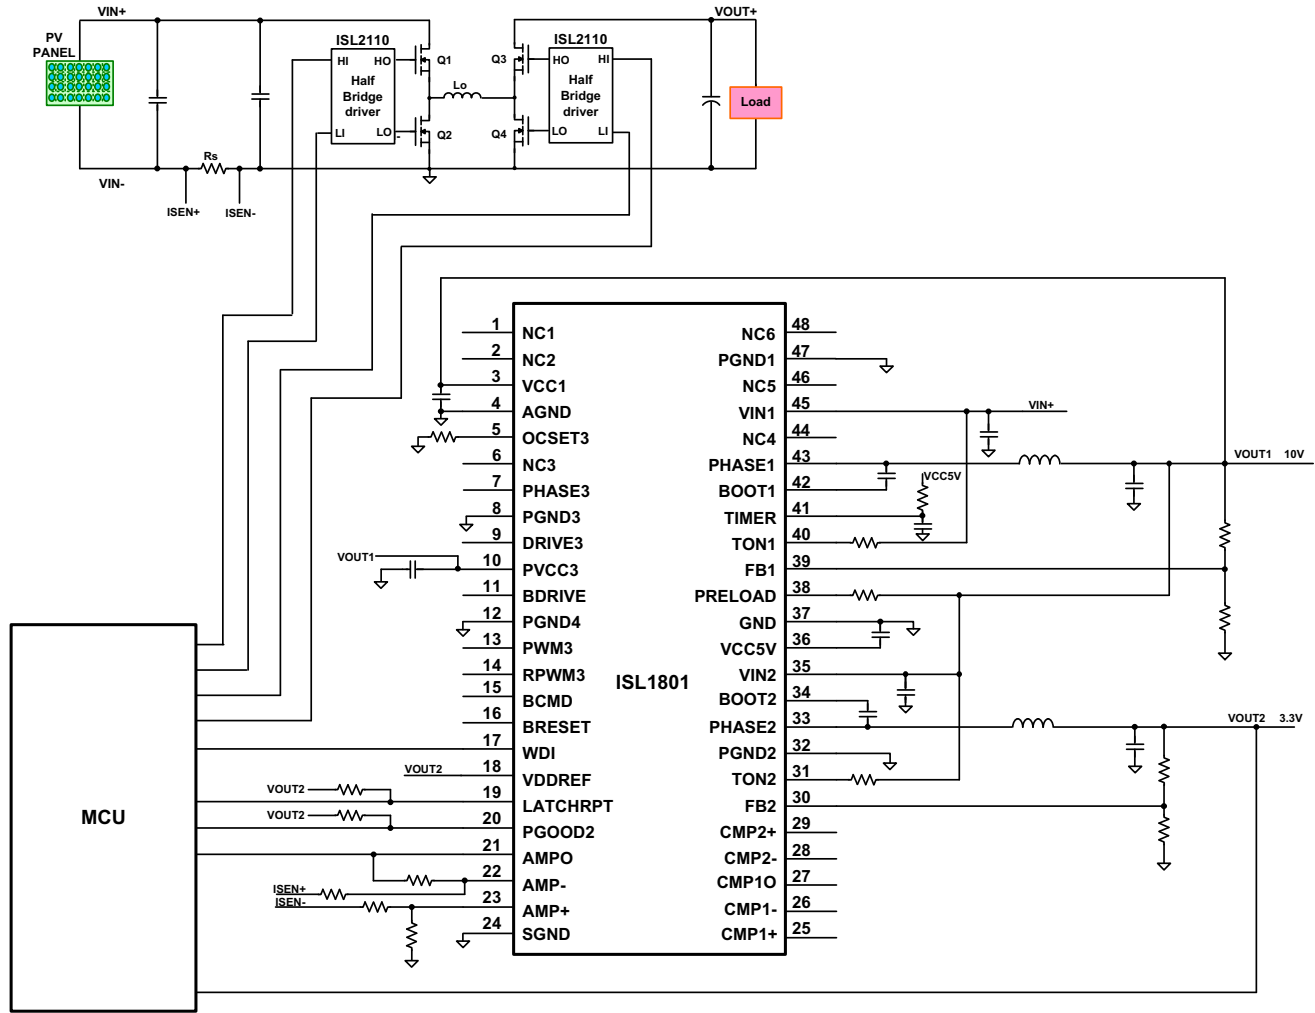 VIN+
VOUT+
PV
PANEL
ISL2110
HI HO
Half
Bridge
driver
LI LO
Q1
Q2
Lo
Q3
Q4
ISL2110
HO HI
Half
Bridge
driver
LO LI
Load
Rs
VIN-
ISEN+
ISEN-
1 NC1
2 NC2
3 VCC1
4 AGND
5 OCSET3
6 NC3
7 PHASE3
8 PGND3
9 DRIVE3
VOUT1
10 PVCC3
11 BDRIVE
12 PGND4
13 PWM3
14 RPWM3
15 BCMD
16 BRESET
17 WDI
VOUT2
18 VDDREF
VOUT2
19 LATCHRPT
VOUT2
20 PGOOD2
21 AMPO
22 AMP-
ISEN+
ISEN-
23 AMP+
24 SGND
ISL1801
NC6 48
PGND1 47
NC5 46
VIN1 45
VIN+
NC4 44
PHASE1 43
VOUT1 10V
BOOT1 42
VCC5V
TIMER 41
TON1 40
FB1 39
PRELOAD 38
GND 37
VCC5V 36
VIN2 35
BOOT2 34
PHASE2 33
VOUT2 3.3V
PGND2 32
TON2 31
FB2 30
CMP2+ 29
CMP2- 28
CMP1O 27
CMP1- 26
CMP1+ 25
MCU